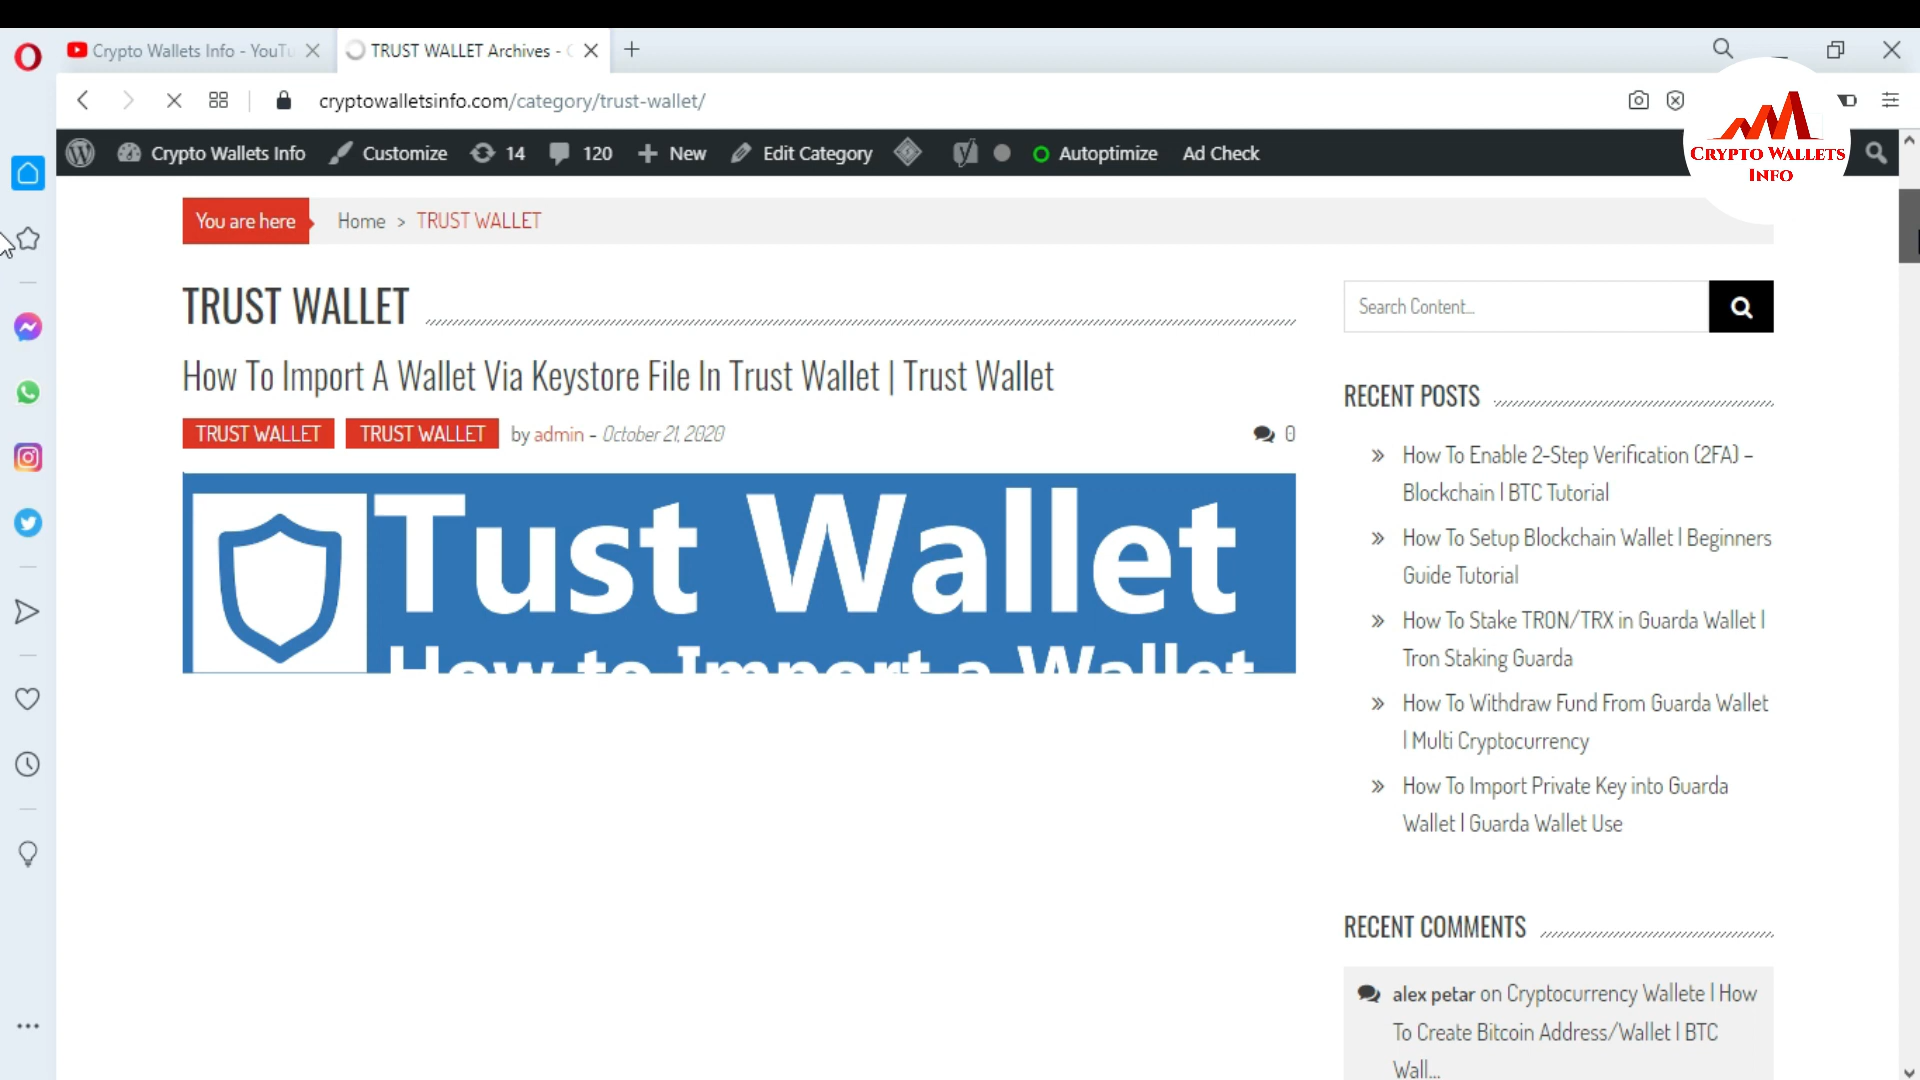 Crypto Wallets Info - YouTu
TRUST WALLET Archives - C
cryptowalletsinfo.com/category/trust-wallet/
Crypto Wallets Info
Customize
14
120
New
Edit Category
Autoptimize
Ad Check
CRYPTO WALLETS
INFO
You are here
Home > TRUST WALLET
TRUST WALLET
How To Import A Wallet Via Keystore File In Trust Wallet | Trust Wallet
TRUST WALLET TRUST WALLET by admin - October 21, 2020
0
Tust Wallet
How to Import a Wallet
Search Content...
RECENT POSTS
» How To Enable 2-Step Verification (2FA) –
Blockchain | BTC Tutorial
» How To Setup Blockchain Wallet | Beginners
Guide Tutorial
» How To Stake TRON/TRX in Guarda Wallet |
Tron Staking Guarda
» How To Withdraw Fund From Guarda Wallet
| Multi Cryptocurrency
» How To Import Private Key into Guarda
Wallet | Guarda Wallet Use
RECENT COMMENTS
alex petar on Cryptocurrency Wallete | How
To Create Bitcoin Address/Wallet | BTC
Wall...